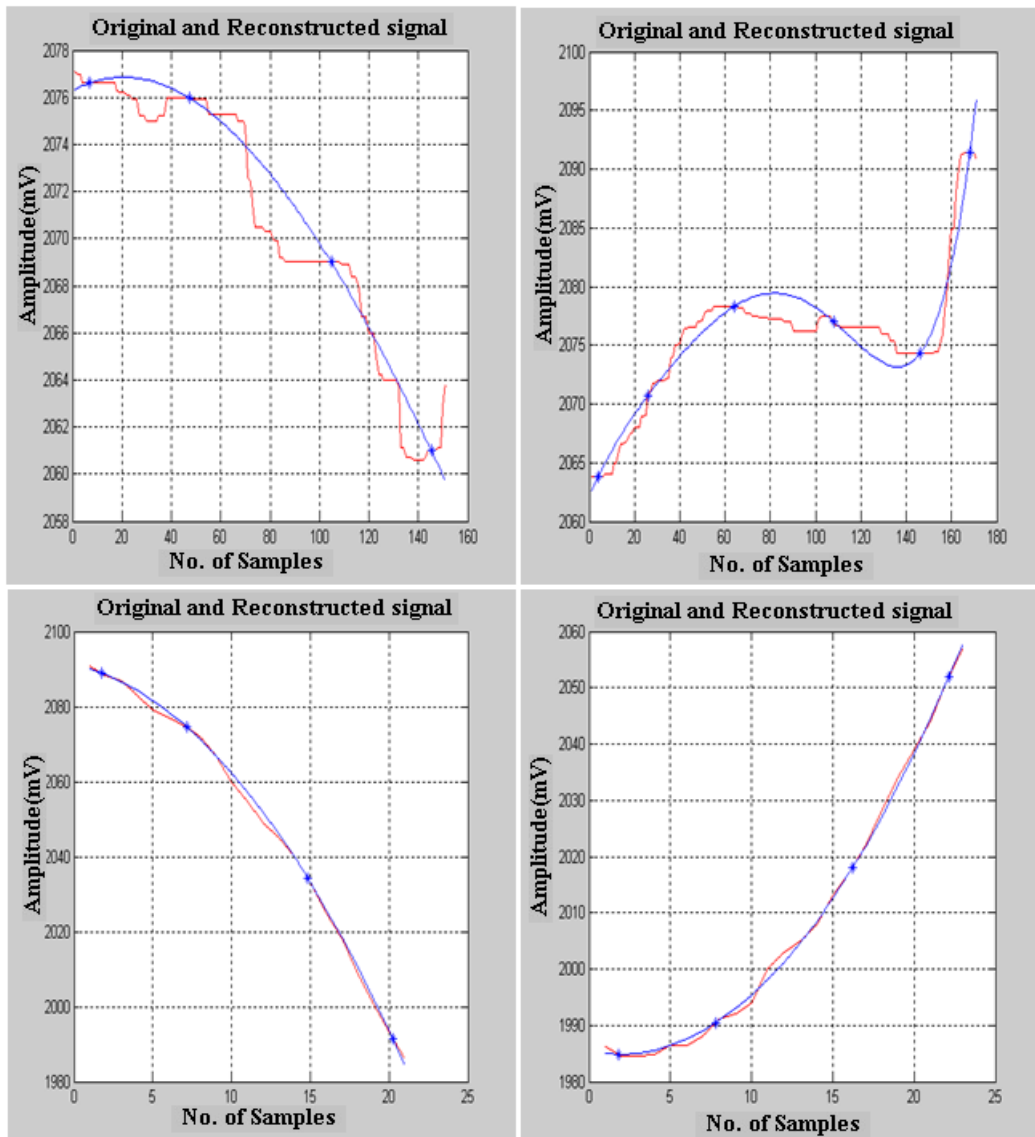 Original and Reconstructed signal
Amplitude(mV)
2078
2076
2074
2072
2070
2068
2066
2064
2062
2060
2058
0 20 40 60 80 100 120 140 160
No. of Samples
Original and Reconstructed signal
Amplitude(mV)
2100
2095
2090
2085
2080
2075
2070
2065
2060
0 20 40 60 80 100 120 140 160 180
No. of Samples
Original and Reconstructed signal
Amplitude(mV)
2100
2080
2060
2040
2020
2000
1980
0 5 10 15 20 25
No. of Samples
Original and Reconstructed signal
Amplitude(mV)
2060
2050
2040
2030
2020
2010
2000
1990
1980
0 5 10 15 20 25
No. of Samples